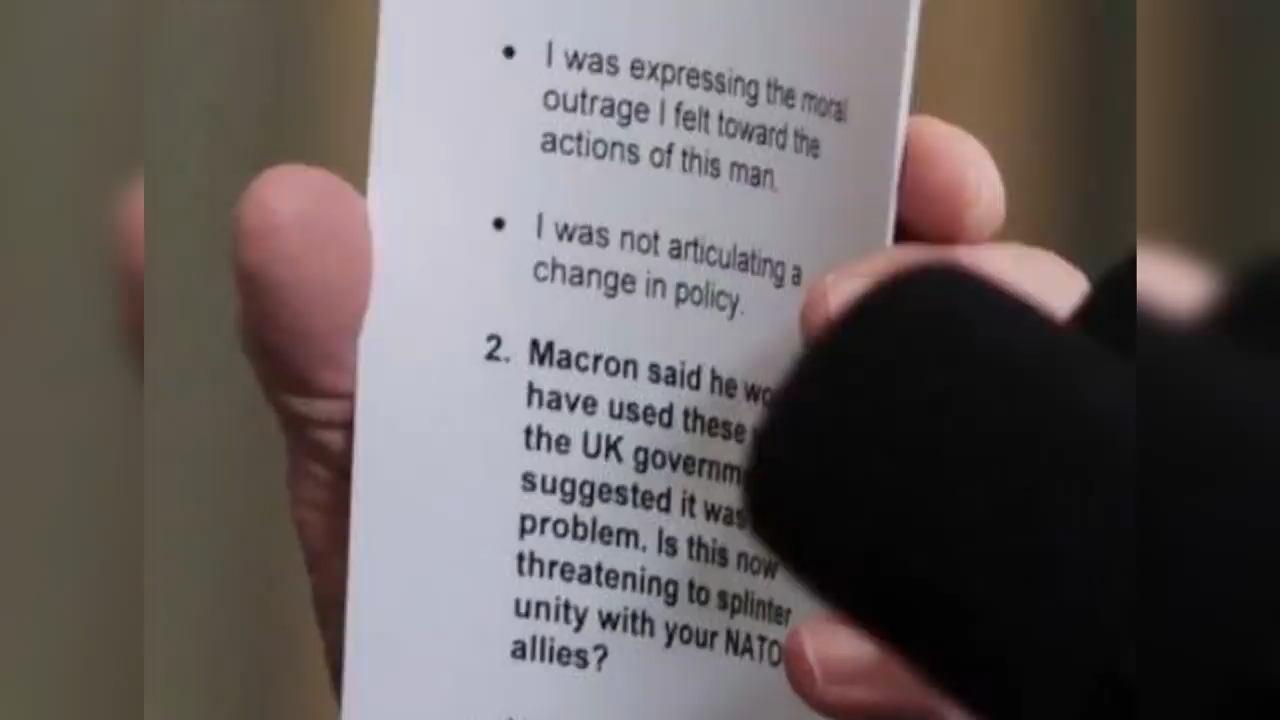 • I was expressing the moral
outrage I felt toward the
actions of this man.
• I was not articulating a
change in policy.
2. Macron said he
have used these
the UK
suggested it was
problem. Is this now
threatening to splinter
unity with your NATO
allies?